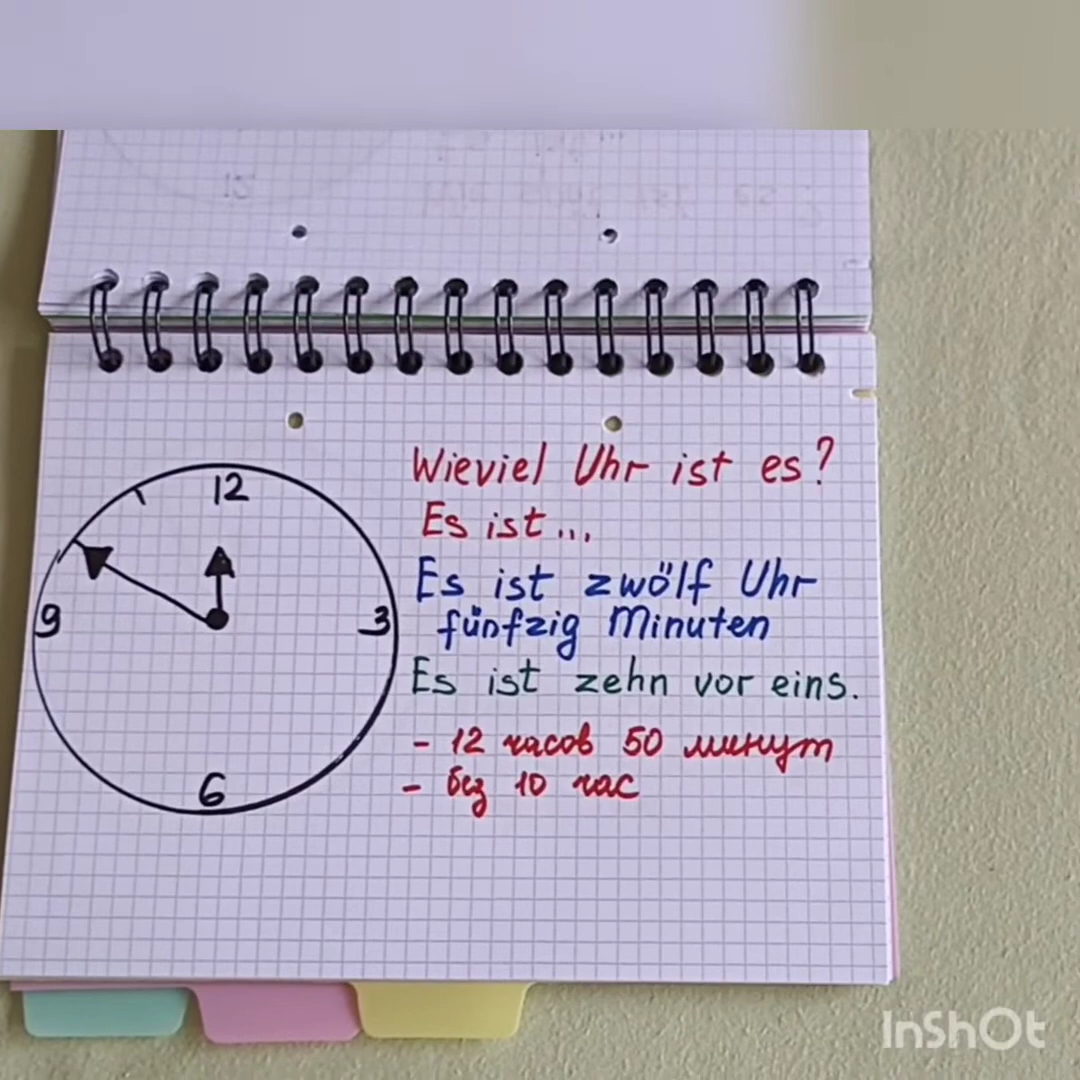 12
9
3
6
Wieviel Uhr ist es?
Es ist...
Es ist zwölf Uhr
fünfzig Minuten
Es ist zehn vor eins.
- 12 часов 50 минут
- без 10 час
InShOt